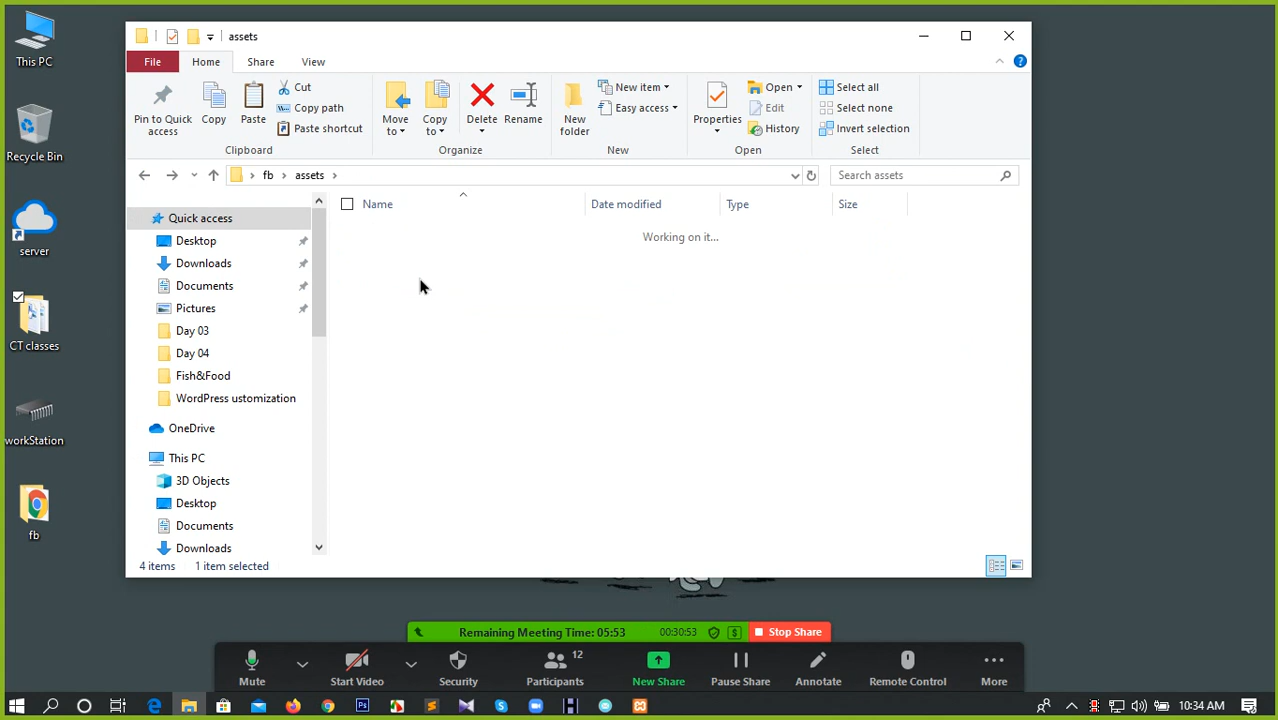 This PC
Recycle Bin
server
CT classes
workStation
fb
assets
File Home Share View
Pin to Quick access
Copy
Paste
Cut
Copy path
Paste shortcut
Clipboard
Move to
Copy to
Delete
Rename
Organize
New folder
New item
Easy access
New
Properties
Open
Edit
History
Open
Select all
Select none
Invert selection
Select
fb assets
Search assets
Name Date modified Type Size
Working on it...
Quick access
Desktop
Downloads
Documents
Pictures
Day 03
Day 04
Fish&Food
WordPress ustomization
OneDrive
This PC
3D Objects
Desktop
Documents
Downloads
4 items 1 item selected
Remaining Meeting Time: 05:53 00:30:53 $ Stop Share
Mute
Start Video
Security
12
Participants
New Share
Pause Share
Annotate
Remote Control
More
10:34 AM